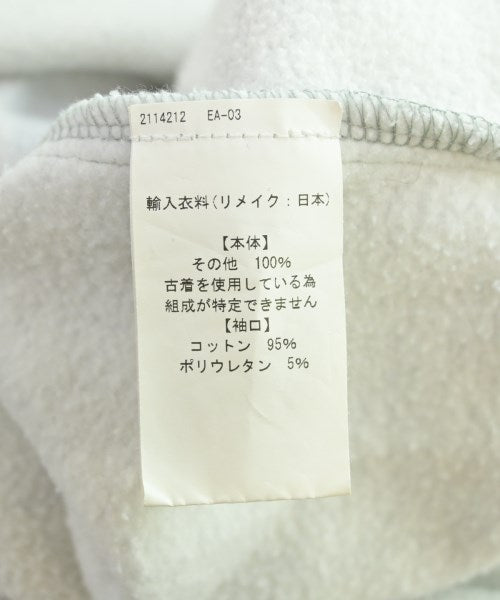 2114212 EA-03
輸入衣料(リメイク:日本)
【本体】
その他 100%
古着を使用している為
組成が特定できません
【袖口】
コットン 95%
ポリウレタン 5%